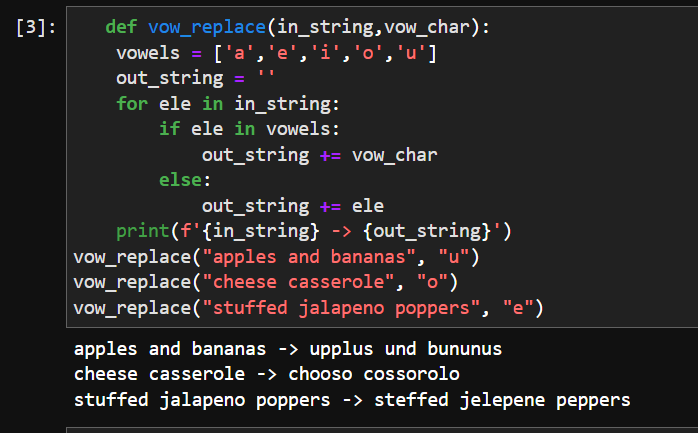 [3]:    def vow_replace(in_string,vow_char):
    vowels = ['a','e','i','o','u']
    out_string = ''
    for ele in in_string:
        if ele in vowels:
            out_string += vow_char
        else:
            out_string += ele
    print(f'{in_string} -> {out_string}')
vow_replace("apples and bananas", "u")
vow_replace("cheese casserole", "o")
vow_replace("stuffed jalapeno poppers", "e")
apples and bananas -> upplus und bununus
cheese casserole -> chooso cossorolo
stuffed jalapeno poppers -> steffed jelepene peppers